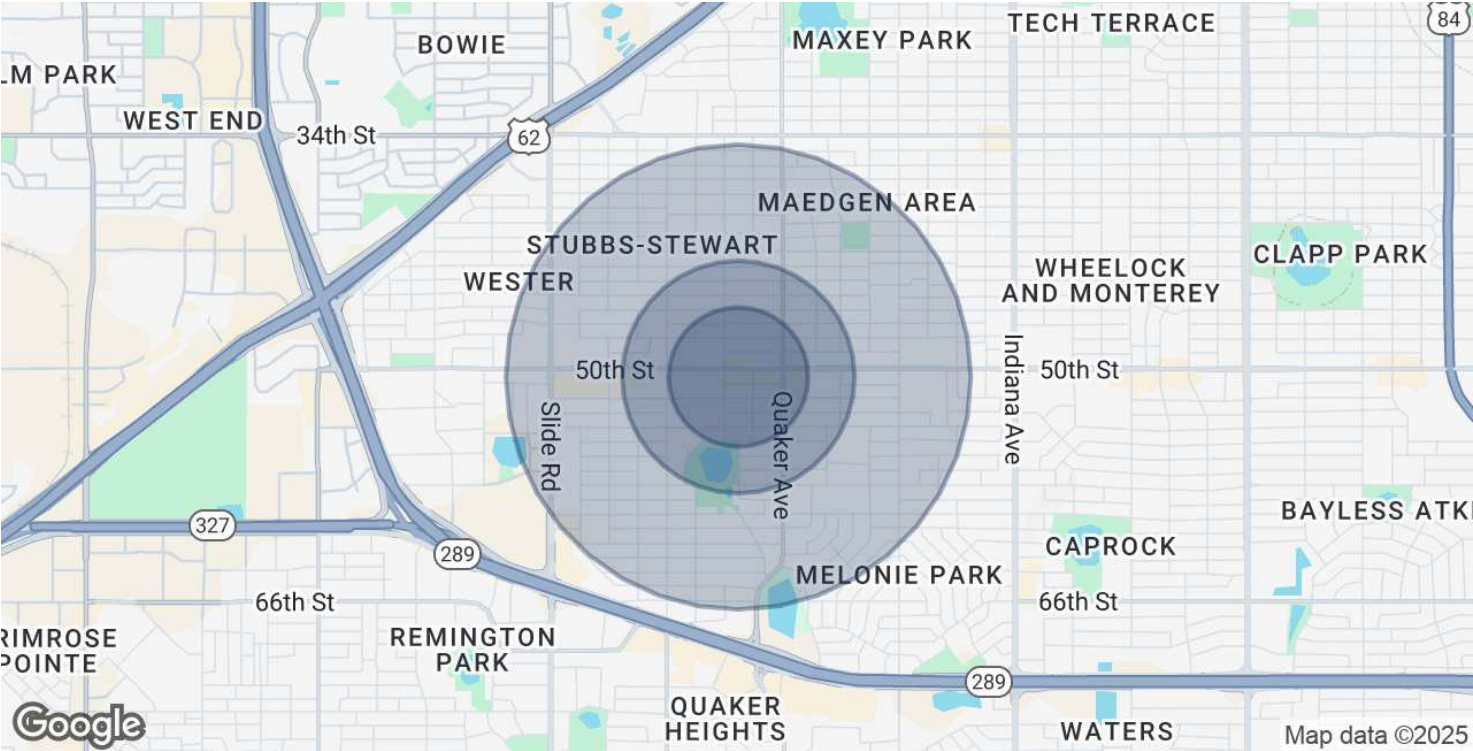 TECH TERRACE
84
BOWIE
MAXEY PARK
LM PARK
WEST END
34th St
62
MAEDGEN AREA
STUBBS-STEWART
CLAPP PARK
WESTER
WHEELOCK
AND MONTEREY
50th St
50th St
Indiana Ave
Slide Rd
Quaker Ave
BAYLESS ATKI
327
289
CAPROCK
MELONIE PARK
66th St
66th St
RIMROSE
POINTE
REMINGTON
PARK
289
QUAKER
HEIGHTS
WATERS
Google
Map data ©2025